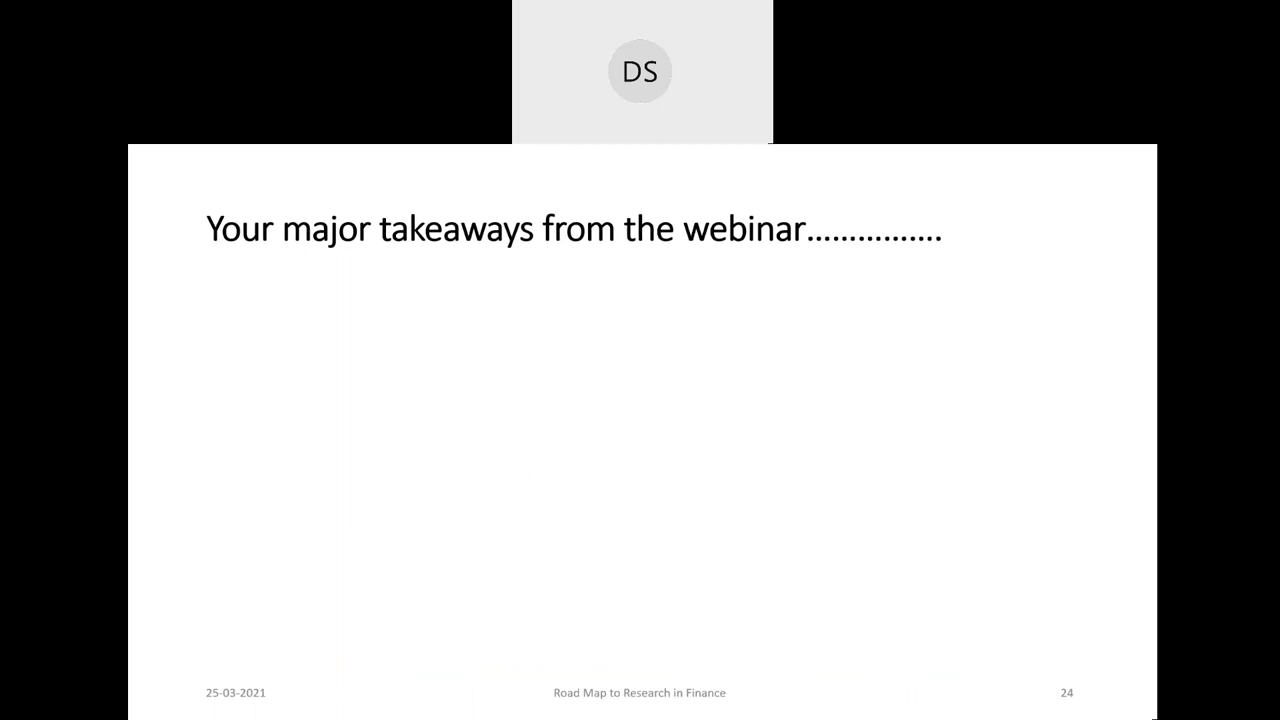 DS
Your major takeaways from the webinar................
25-03-2021
Road Map to Research in Finance
24